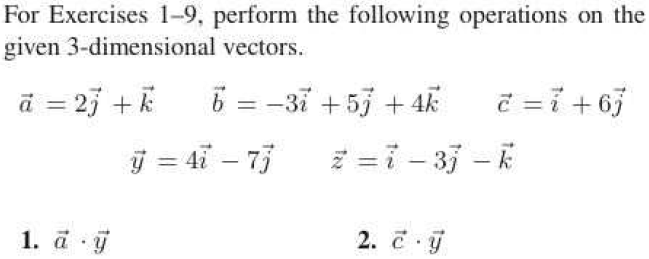 For Exercises 1–9, perform the following operations on the
given 3-dimensional vectors.
$\vec{a} = 2\vec{j} + \vec{k}$ $\vec{b} = -3\vec{i} + 5\vec{j} + 4\vec{k}$ $\vec{c} = \vec{i} + 6\vec{j}$
$\vec{y} = 4\vec{i} - 7\vec{j}$ $\vec{z} = \vec{i} - 3\vec{j} - \vec{k}$
1. $\vec{a} \cdot \vec{y}$ 2. $\vec{c} \cdot \vec{y}$